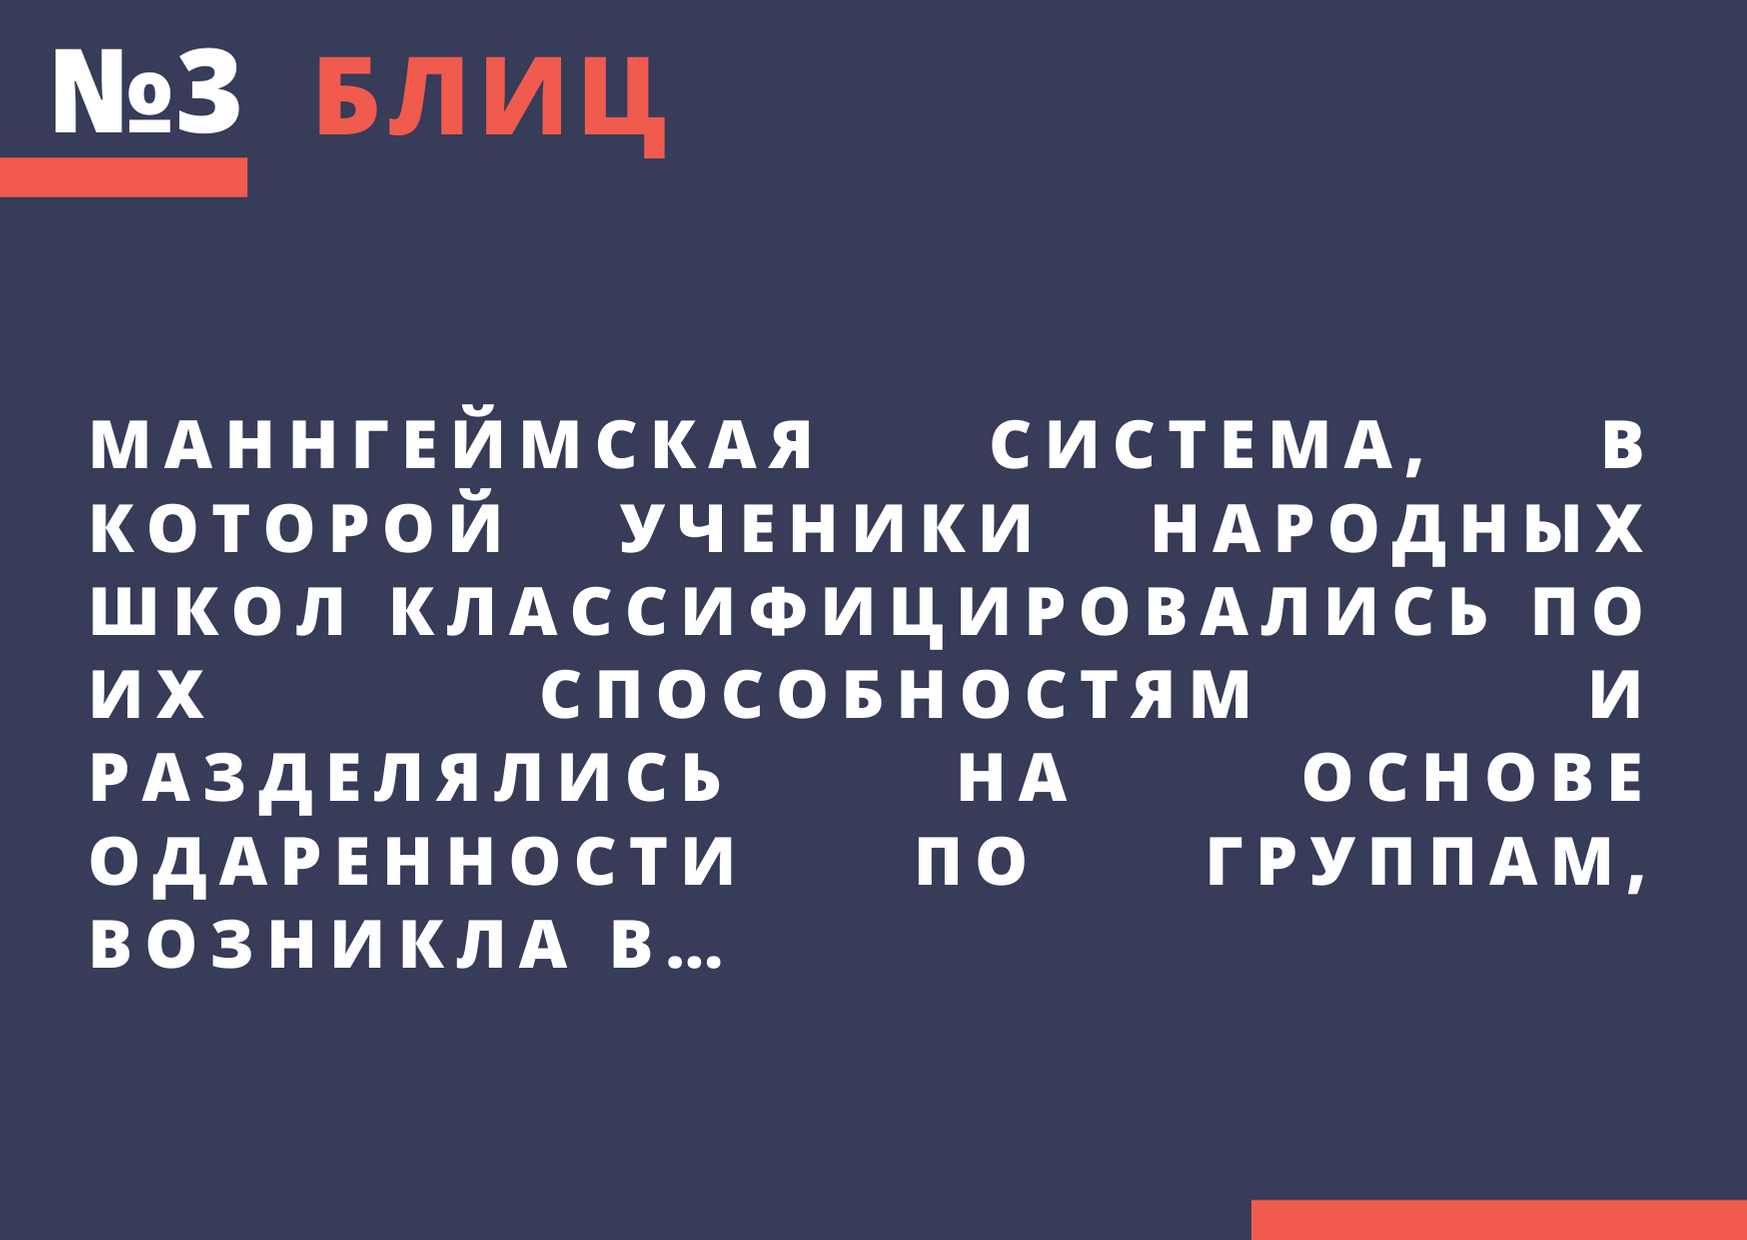 №3 БЛИЦ
МАННГЕЙМСКАЯ СИСТЕМА, В
КОТОРОЙ УЧЕНИКИ НАРОДНЫХ
ШКОЛ КЛАССИФИЦИРОВАЛИСЬ ПО
ИХ СПОСОБНОСТЯМ И
РАЗДЕЛЯЛИСЬ НА ОСНОВЕ
ОДАРЕННОСТИ ПО ГРУППАМ,
ВОЗНИКЛА В…